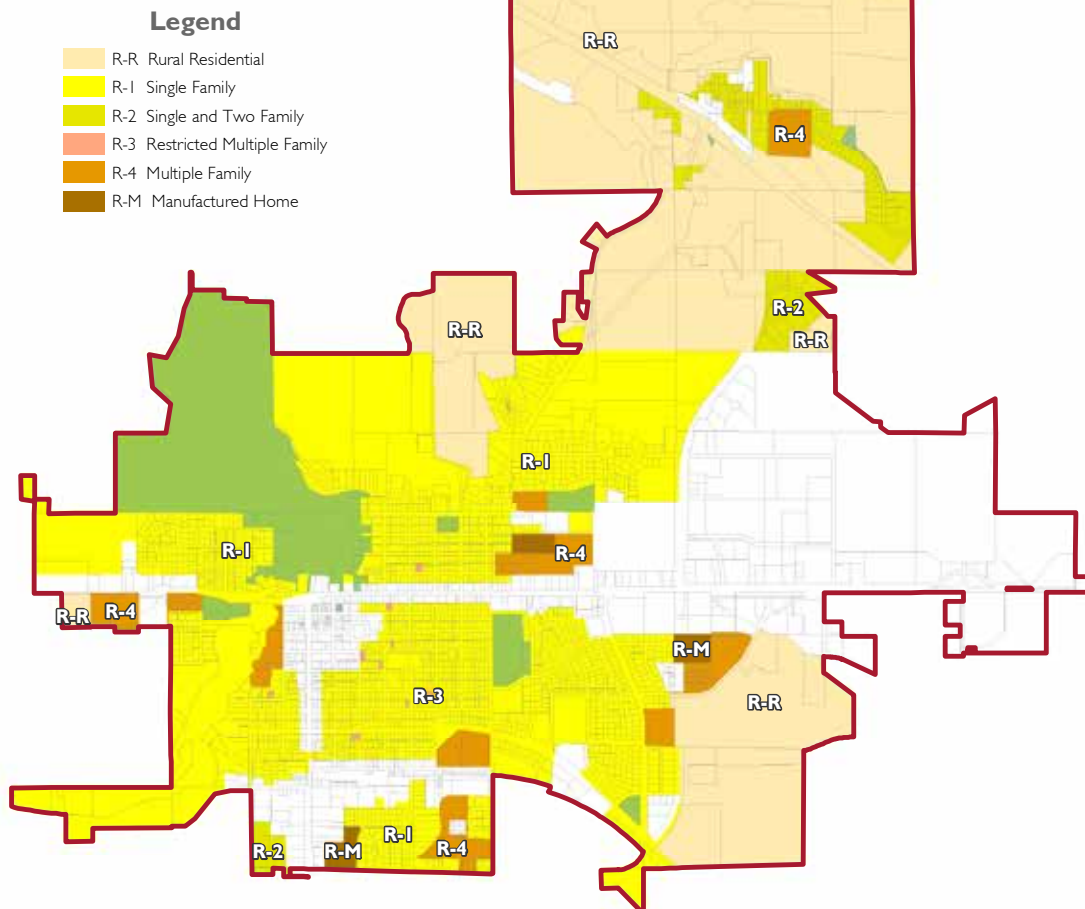 Legend
R-R Rural Residential
R-1 Single Family
R-2 Single and Two Family
R-3 Restricted Multiple Family
R-4 Multiple Family
R-M Manufactured Home
R-R
R-4
R-2
R-R
R-R
R-1
R-1
R-4
R-R
R-4
R-M
R-3
R-R
R-1
R-2
R-M
R-4